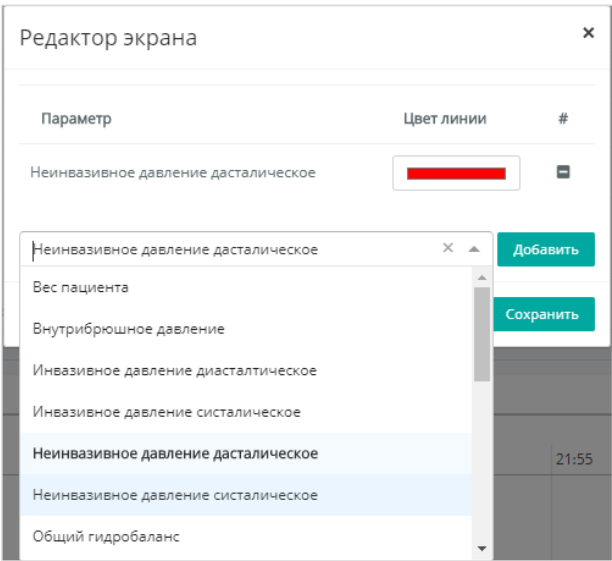 Редактор экрана ×
Параметр Цвет линии #
Неинвазивное давление дасталическое
Неинвазивное давление дасталическое × Добавить
Вес пациента
Сохранить
Внутрибрюшное давление
Инвазивное давление диасталтическое
Инвазивное давление систалическое
Неинвазивное давление дасталическое
21:55
Неинвазивное давление систалическое
Общий гидробаланс